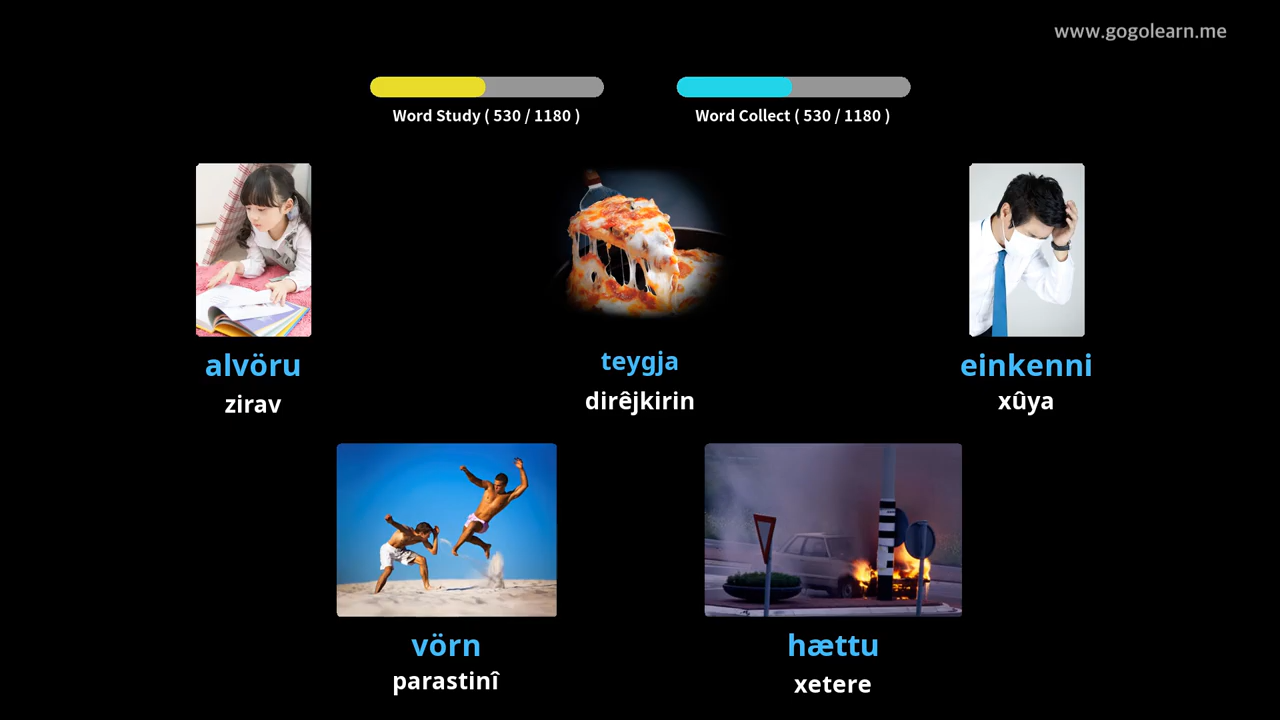 www.gogolearn.me
Word Study ( 530 / 1180 )
Word Collect ( 530 / 1180 )
alvöru
zirav
teygja
dirêjkirin
einkenni
xûya
vörn
parastinî
hættu
xetere